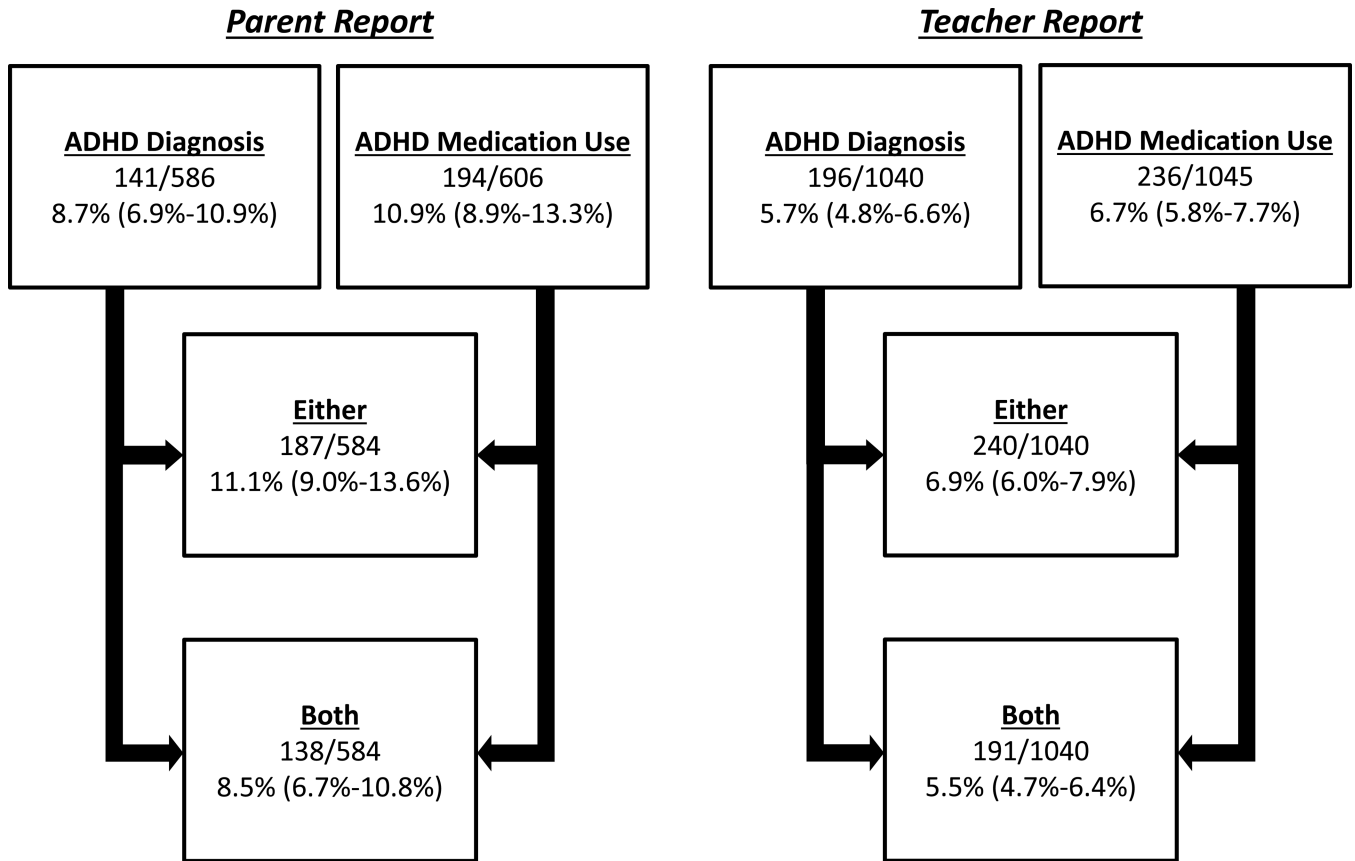 Parent Report
ADHD Diagnosis
141/586
8.7% (6.9%-10.9%)
ADHD Medication Use
194/606
10.9% (8.9%-13.3%)
Either
187/584
11.1% (9.0%-13.6%)
Both
138/584
8.5% (6.7%-10.8%)
Teacher Report
ADHD Diagnosis
196/1040
5.7% (4.8%-6.6%)
ADHD Medication Use
236/1045
6.7% (5.8%-7.7%)
Either
240/1040
6.9% (6.0%-7.9%)
Both
191/1040
5.5% (4.7%-6.4%)